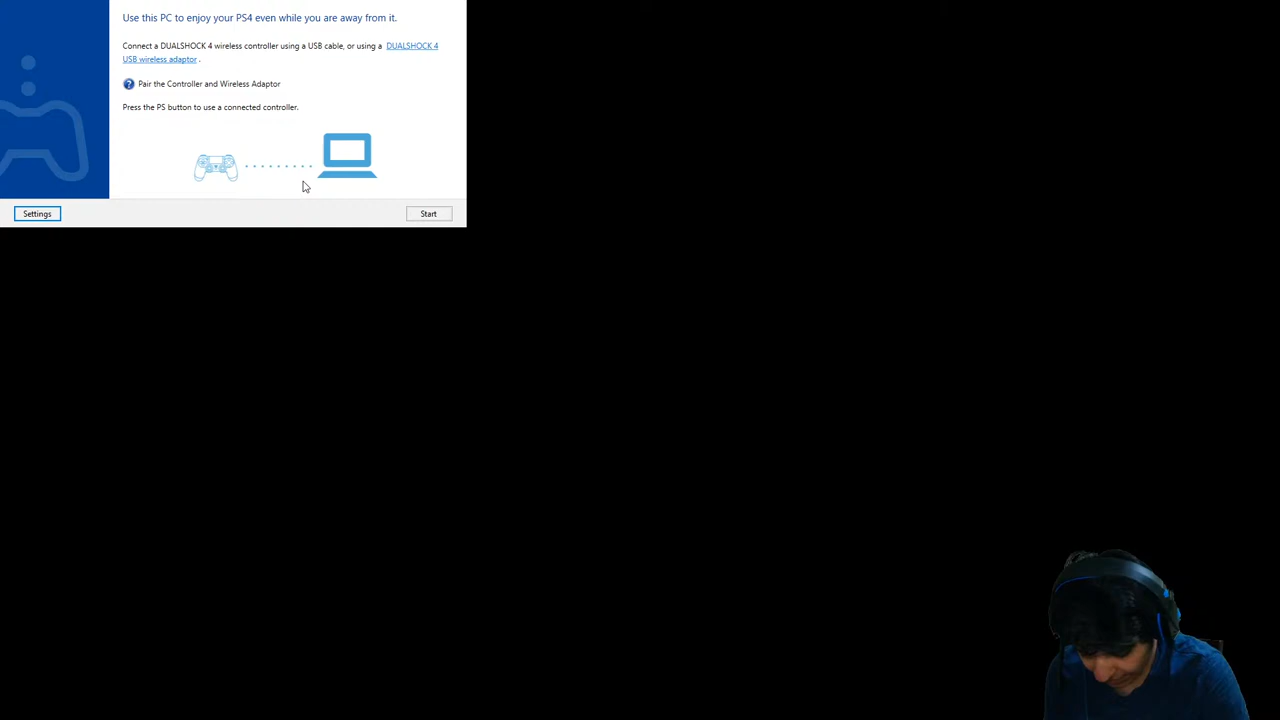 Use this PC to enjoy your PS4 even while you are away from it.
Connect a DUALSHOCK 4 wireless controller using a USB cable, or using a DUALSHOCK 4
USB wireless adaptor .
? Pair the Controller and Wireless Adaptor
Press the PS button to use a connected controller.
Settings
Start